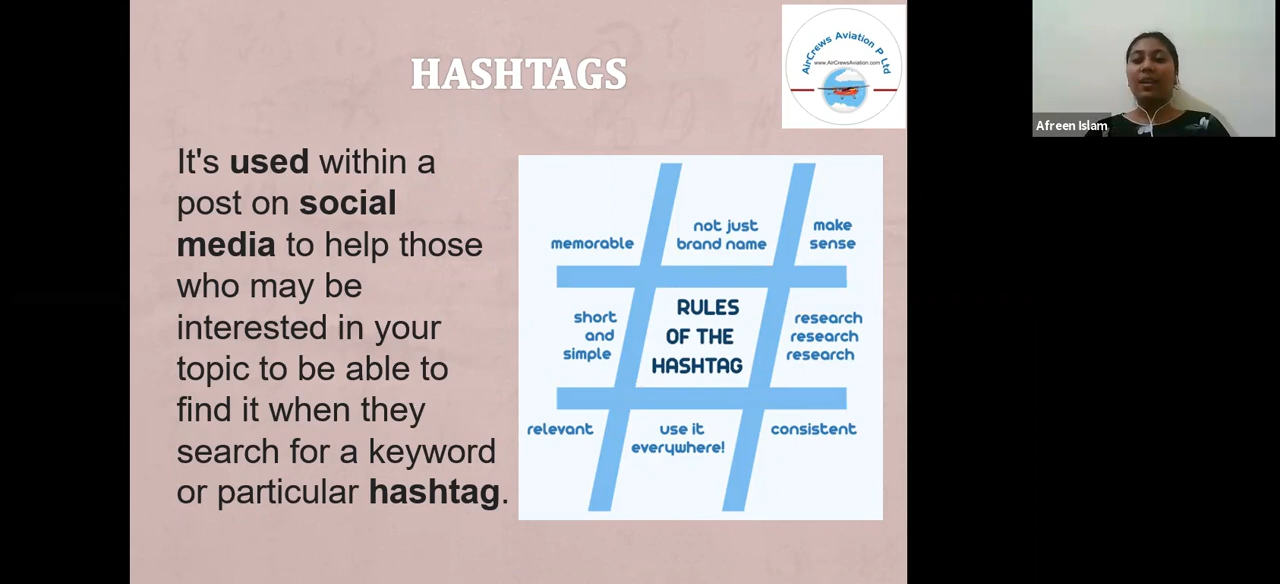 HASHTAGS
AirCrews Aviation P Ltd
www.AirCrewsAviation.com
Afreen Islam
It's used within a
post on social
media to help those
who may be
interested in your
topic to be able to
find it when they
search for a keyword
or particular hashtag.
memorable
not just
brand name
make
sense
short
and
simple
RULES
OF THE
HASHTAG
research
research
research
relevant
use it
everywhere!
consistent